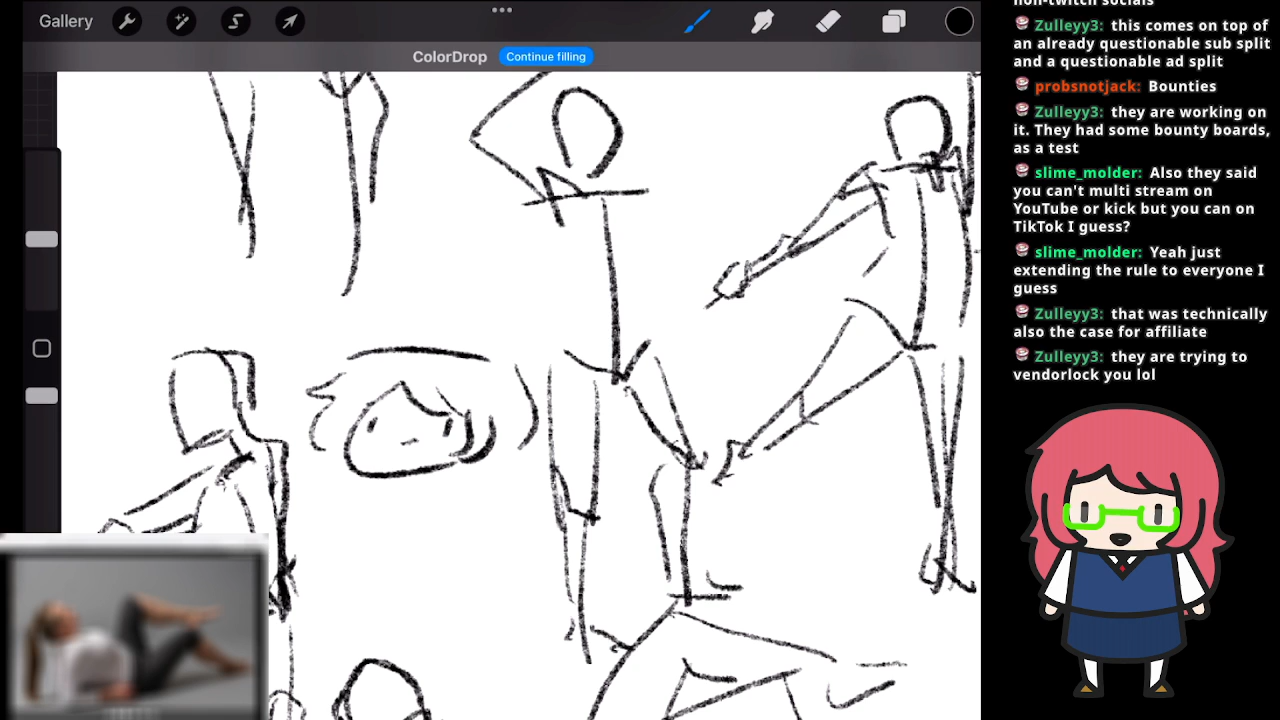 Gallery
ColorDrop Continue filling
non-twitch socials
Zulleyy3: this comes on top of
an already questionable sub split
and a questionable ad split
probsnotjack: Bounties
Zulleyy3: they are working on
it. They had some bounty boards,
as a test
slime_molder: Also they said
you can't multi stream on
YouTube or kick but you can on
TikTok I guess?
slime_molder: Yeah just
extending the rule to everyone I
guess
Zulleyy3: that was technically
also the case for affiliate
Zulleyy3: they are trying to
vendorlock you lol